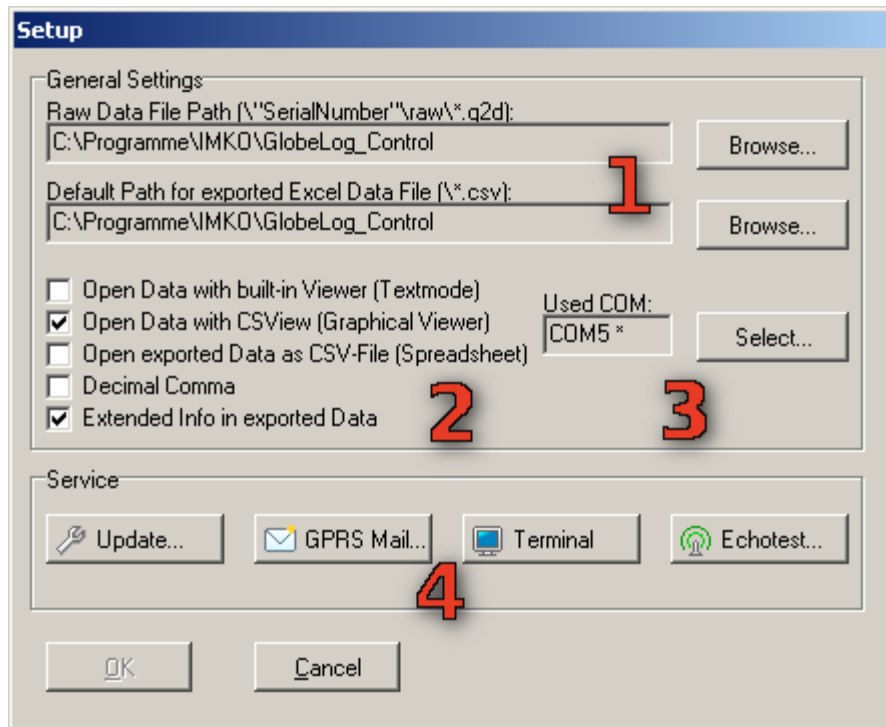 Setup
General Settings
Raw Data File Path (\"SerialNumber"\raw\*.q2d):
C:\Programme\IMKO\GlobeLog_Control
Browse...
1
Default Path for exported Excel Data File (\*.csv):
C:\Programme\IMKO\GlobeLog_Control
Browse...
Open Data with built-in Viewer (Textmode)
Open Data with CSView (Graphical Viewer)
Open exported Data as CSV-File (Spreadsheet)
Decimal Comma
Extended Info in exported Data
2
Used COM:
COM5 *
Select...
3
Service
Update...
GPRS Mail...
Terminal
Echotest...
4
OK
Cancel